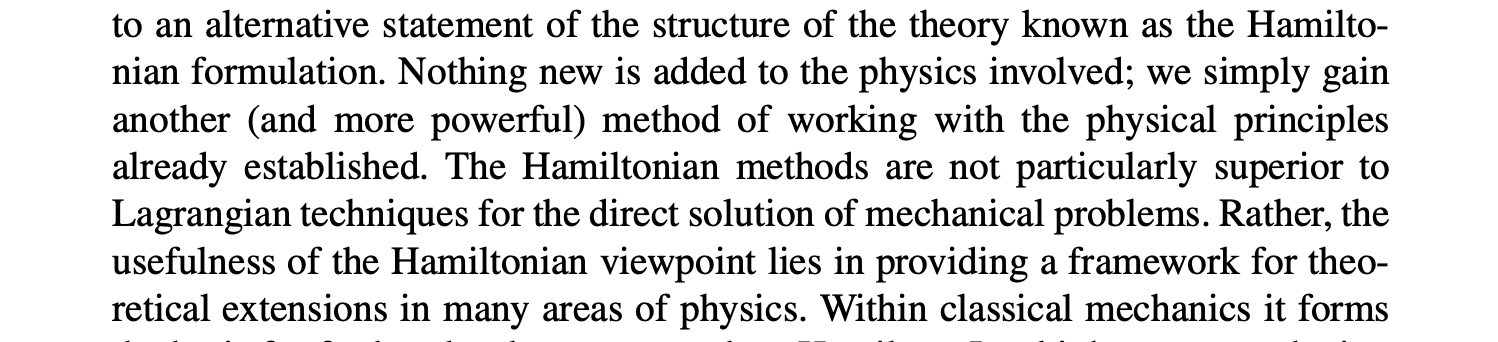 to an alternative statement of the structure of the theory known as the Hamilto-
nian formulation. Nothing new is added to the physics involved; we simply gain
another (and more powerful) method of working with the physical principles
already established. The Hamiltonian methods are not particularly superior to
Lagrangian techniques for the direct solution of mechanical problems. Rather, the
usefulness of the Hamiltonian viewpoint lies in providing a framework for theo-
retical extensions in many areas of physics. Within classical mechanics it forms